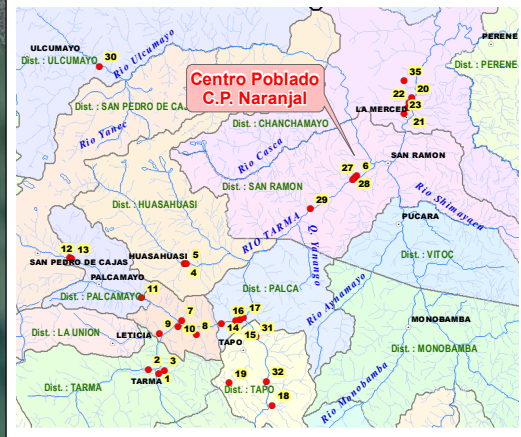 PERENE
ULCUMAYO
30
Rio Ulcumayo
Dist. : ULCUMAYO
Dist. : PERENE
Centro Poblado
C.P. Naranjal
35
22
20
Dist. : SAN PEDRO DE CAJ
LA MERCED
23
21
Dist. : CHANCHAMAYO
Rio Yanec
Rio Casca
SAN RAMON
27
6
28
Dist. : SAN RAMON
Rio Shimayaca
Dist. : HUASAHUASI
29
PUCARA
RIO TARMA
Q. Yanango
12
13
HUASAHUASI
5
4
SAN PEDRO DE CAJAS
Dist. : VITOC
PALCAMAYO
11
Dist. : PALCA
Rio Aynamayo
Dist. : PALCAMAYO
7
16
17
9
10
8
14
31
15
MONOBAMBA
Dist. : LA UNION
LETICIA
TAPO
Dist. : MONOBAMBA
2
3
1
TARMA
Dist. : TARMA
19
32
Dist. : TAPO
18
Rio Monobamba